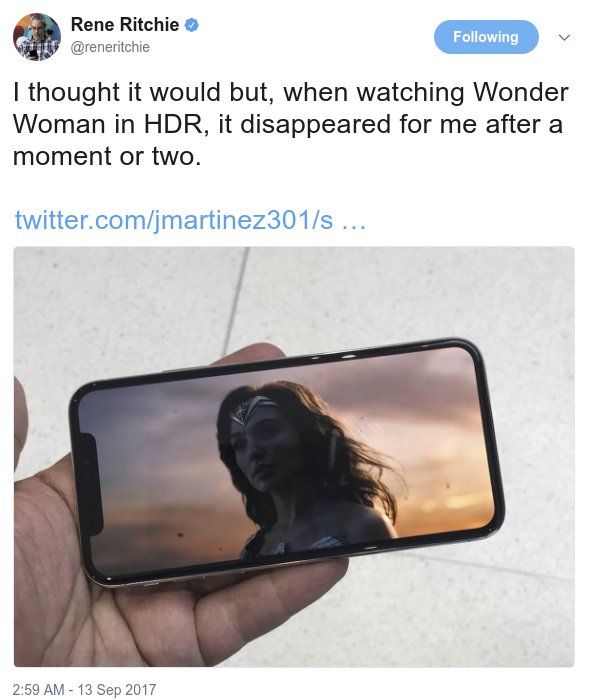 Rene Ritchie
@reneritchie
Following
I thought it would but, when watching Wonder
Woman in HDR, it disappeared for me after a
moment or two.
twitter.com/jmartinez301/s …
2:59 AM - 13 Sep 2017